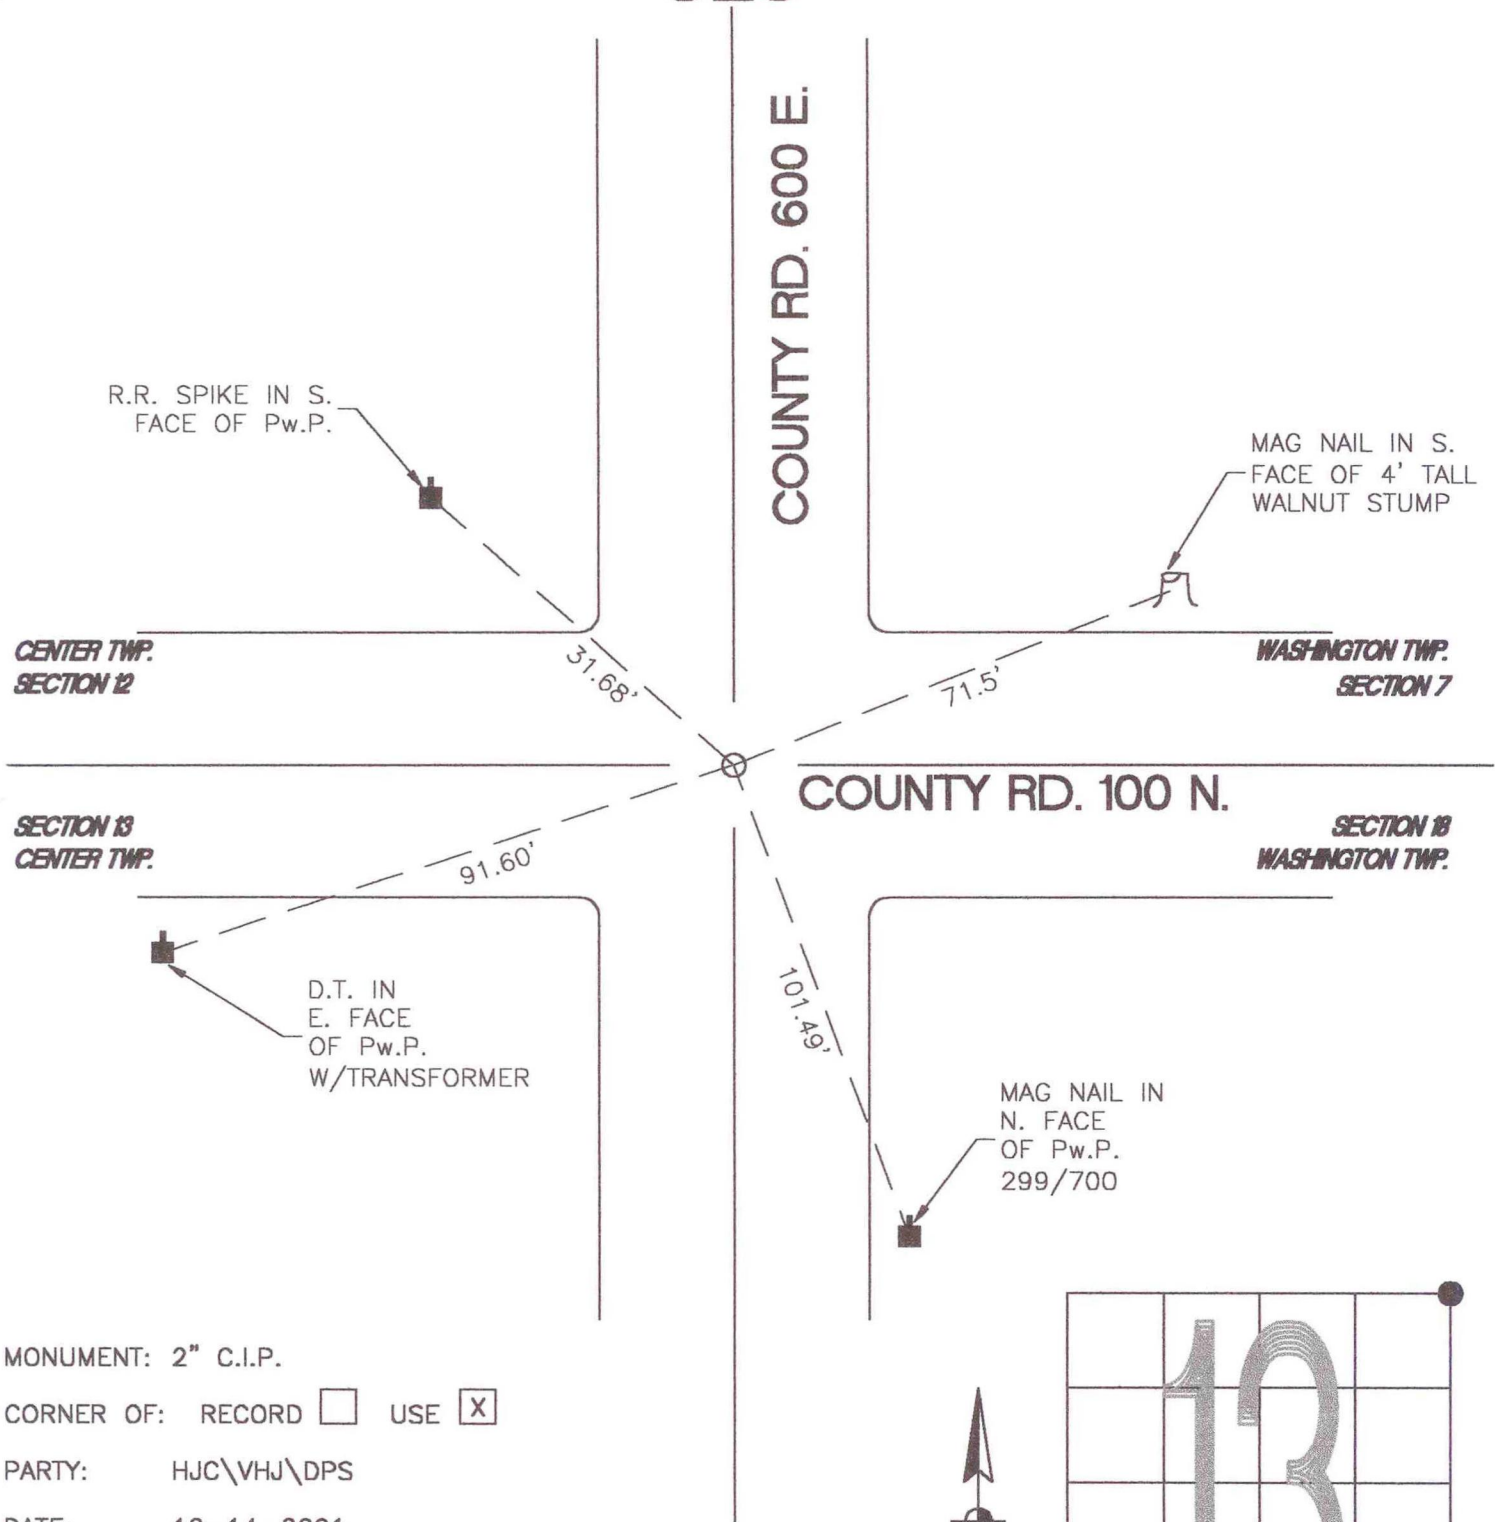 COUNTY RD. 600 E.
R.R. SPIKE IN S.
FACE OF Pw.P.
MAG NAIL IN S.
FACE OF 4' TALL
WALNUT STUMP
CENTER TWP.
SECTION 12
31.68'
71.5'
WASHINGTON TWP.
SECTION 7
COUNTY RD. 100 N.
SECTION 13
CENTER TWP.
91.60'
SECTION 18
WASHINGTON TWP.
D.T. IN
E. FACE
OF Pw.P.
W/TRANSFORMER
101.49'
MAG NAIL IN
N. FACE
OF Pw.P.
299/700
MONUMENT: 2" C.I.P.
CORNER OF: RECORD USE X
PARTY: HJC\VHJ\DPS
13